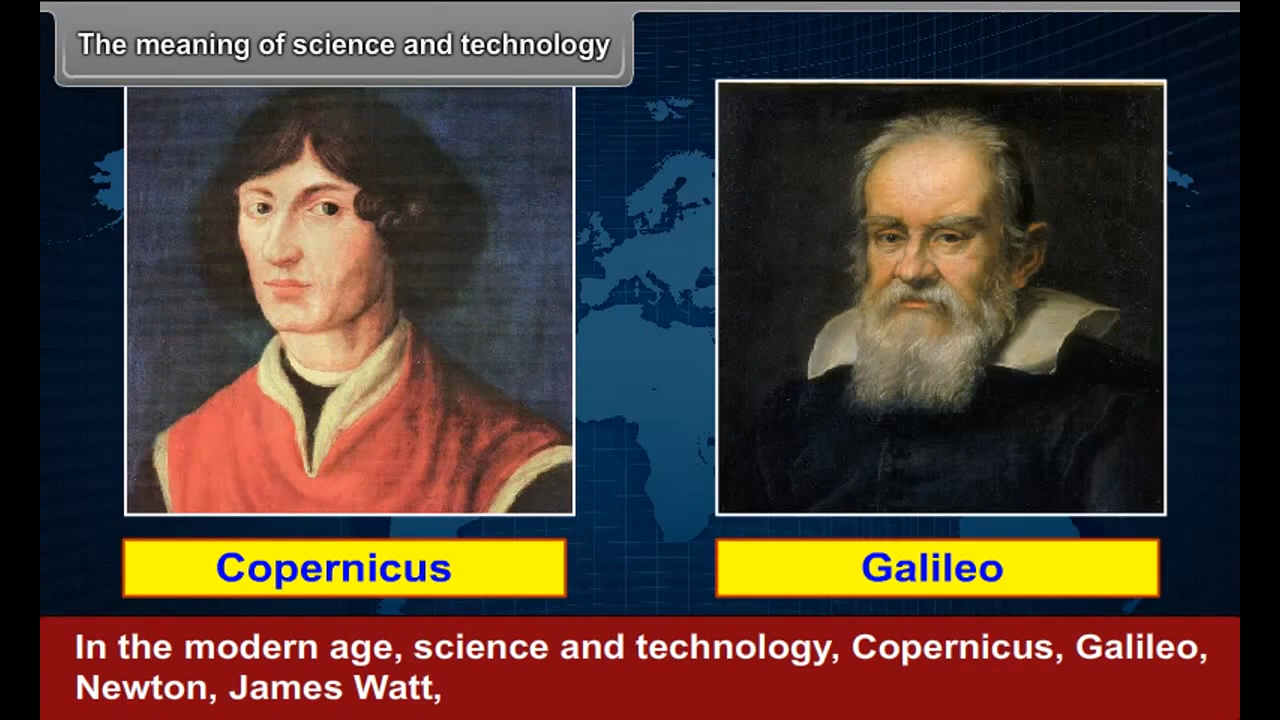 The meaning of science and technology
Copernicus
Galileo
In the modern age, science and technology, Copernicus, Galileo,
Newton, James Watt,